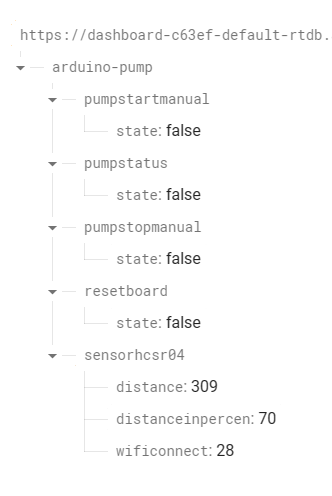 https://dashboard-c63ef-default-rtdb.
arduino-pump
pumpstartmanual
state: false
pumpstatus
state: false
pumpstopmanual
state: false
resetboard
state: false
sensorhcsr04
distance: 309
distanceinpercen: 70
wificonnect: 28